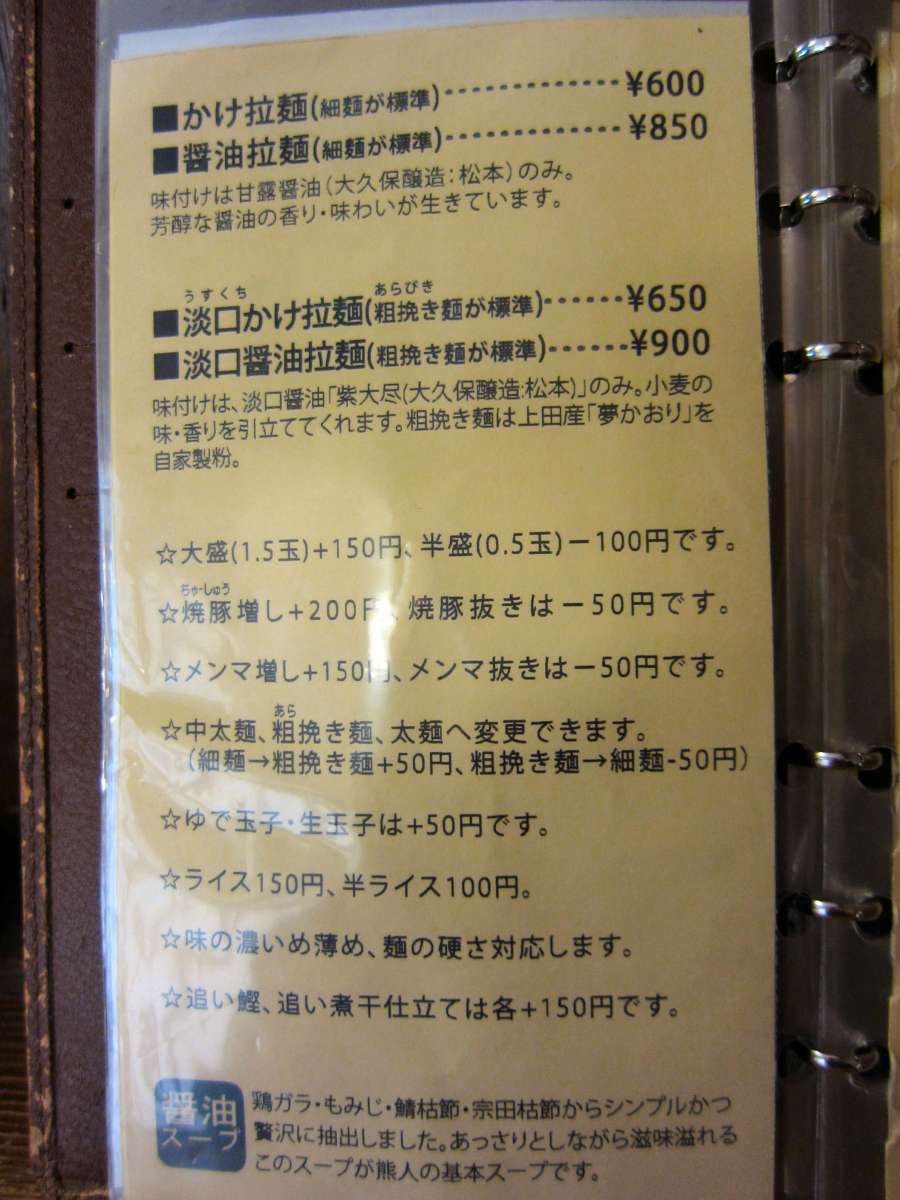 ■かけ拉麺(細麺が標準)‥‥‥‥‥‥¥600
■醤油拉麺(細麺が標準)‥‥‥‥‥‥¥850
味付けは甘露醤油(大久保醸造:松本)のみ。
芳醇な醤油の香り・味わいが生きています。
うすくち あらびき
■淡口かけ拉麺(粗挽き麺が標準)‥‥‥¥650
■淡口醤油拉麺(粗挽き麺が標準)‥‥‥¥900
味付けは、淡口醤油「紫大尽(大久保醸造:松本)」のみ。小麦の
味・香りを引立ててくれます。粗挽き麺は上田産「夢かおり」を
自家製粉。
☆大盛(1.5玉)+150円、半盛(0.5玉)−100円です。
ちゃーしゅう
☆焼豚増し+200円、焼豚抜きは−50円です。
☆メンマ増し+150円、メンマ抜きは−50円です。
あら
☆中太麺、粗挽き麺、太麺へ変更できます。
(細麺→粗挽き麺+50円、粗挽き麺→細麺-50円)
☆ゆで玉子・生玉子は+50円です。
☆ライス150円、半ライス100円。
☆味の濃いめ薄め、麺の硬さ対応します。
☆追い鰹、追い煮干仕立ては各+150円です。
醤油
スープ
鶏ガラ・もみじ・鯖枯節・宗田枯節からシンプルかつ
贅沢に抽出しました。あっさりとしながら滋味溢れる
このスープが熊人の基本スープです。